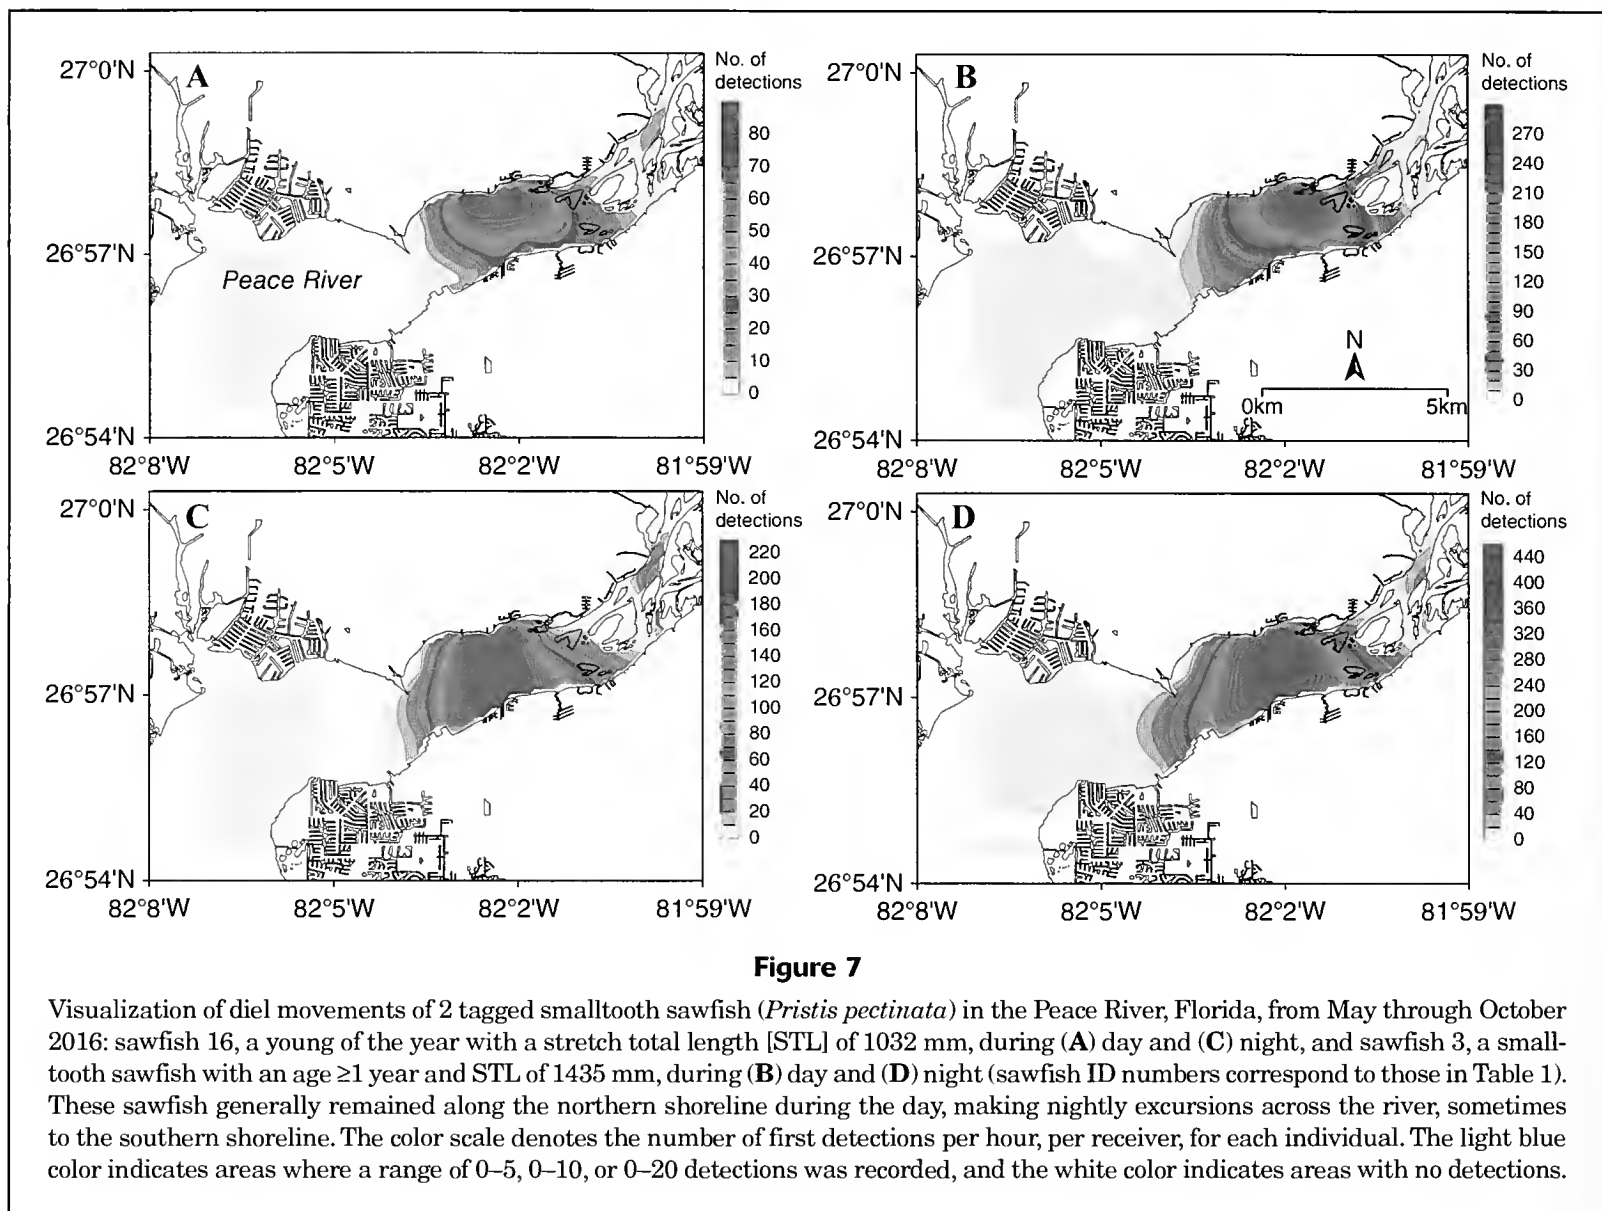 A
27°0'N
26°57'N
26°54'N
82°8'W
82°5'W
82°2'W
81°59'W
Peace River
No. of
detections
80
70
60
50
40
30
20
10
0
B
27°0'N
26°57'N
26°54'N
82°8'W
82°5'W
82°2'W
81°59'W
N
0km
5km
No. of
detections
270
240
210
180
150
120
90
60
30
0
C
27°0'N
26°57'N
26°54'N
82°8'W
82°5'W
82°2'W
81°59'W
No. of
detections
220
200
180
160
140
120
100
80
60
40
20
0
D
27°0'N
26°57'N
26°54'N
82°8'W
82°5'W
82°2'W
81°59'W
No. of
detections
440
400
360
320
280
240
200
160
120
80
40
0
Figure 7
Visualization of diel movements of 2 tagged smalltooth sawfish (Pristis pectinata) in the Peace River, Florida, from May through October
2016: sawfish 16, a young of the year with a stretch total length [STL] of 1032 mm, during (A) day and (C) night, and sawfish 3, a small-
tooth sawfish with an age ≥1 year and STL of 1435 mm, during (B) day and (D) night (sawfish ID numbers correspond to those in Table 1).
These sawfish generally remained along the northern shoreline during the day, making nightly excursions across the river, sometimes
to the southern shoreline. The color scale denotes the number of first detections per hour, per receiver, for each individual. The light blue
color indicates areas where a range of 0–5, 0–10, or 0–20 detections was recorded, and the white color indicates areas with no detections.